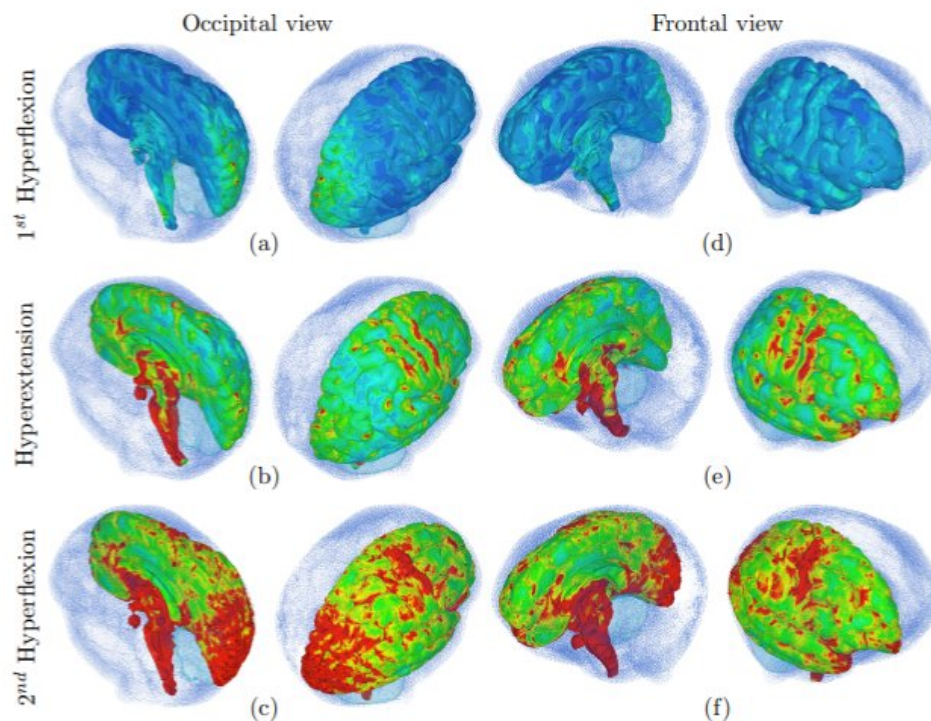 Occipital view
Frontal view
1st Hyperflexion
(a)
(d)
Hyperextension
(b)
(e)
2nd Hyperflexion
(c)
(f)